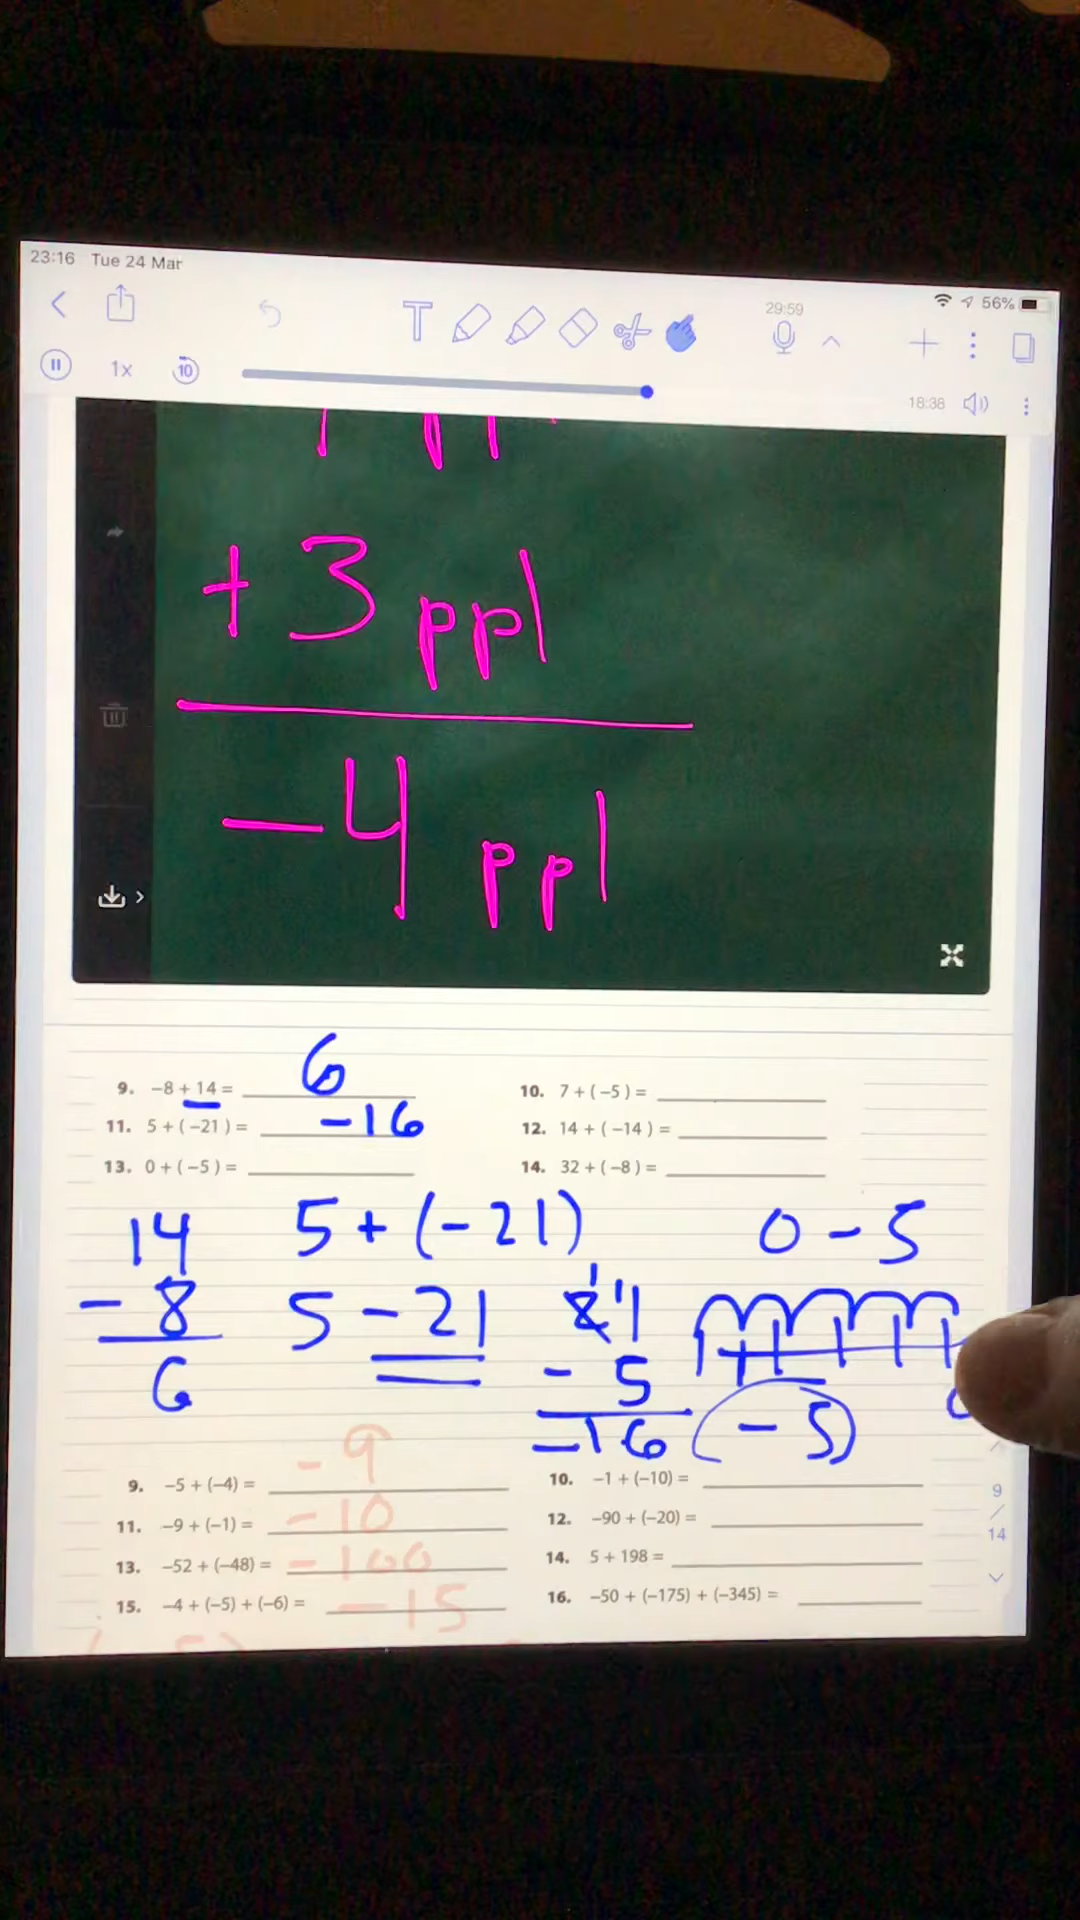 23:16 Tue 24 Mar
56%
29:59
1x
10
18:38
+ 3 ppl
- 4 ppl
9. -8 + 14 = 6
10. 7 + (-5) =
11. 5 + (-21) = -16
12. 14 + (-14) =
13. 0 + (-5) =
14. 32 + (-8) =
14
- 8
6
5 + (-21)
5 - 21
21
- 5
-16
0 - 5
(-5)
9. -5 + (-4) = -9
10. -1 + (-10) =
11. -9 + (-1) = -10
12. -90 + (-20) =
13. -52 + (-48) = -100
14. 5 + 198 =
15. -4 + (-5) + (-6) = -15
16. -50 + (-175) + (-345) =
9
/
14